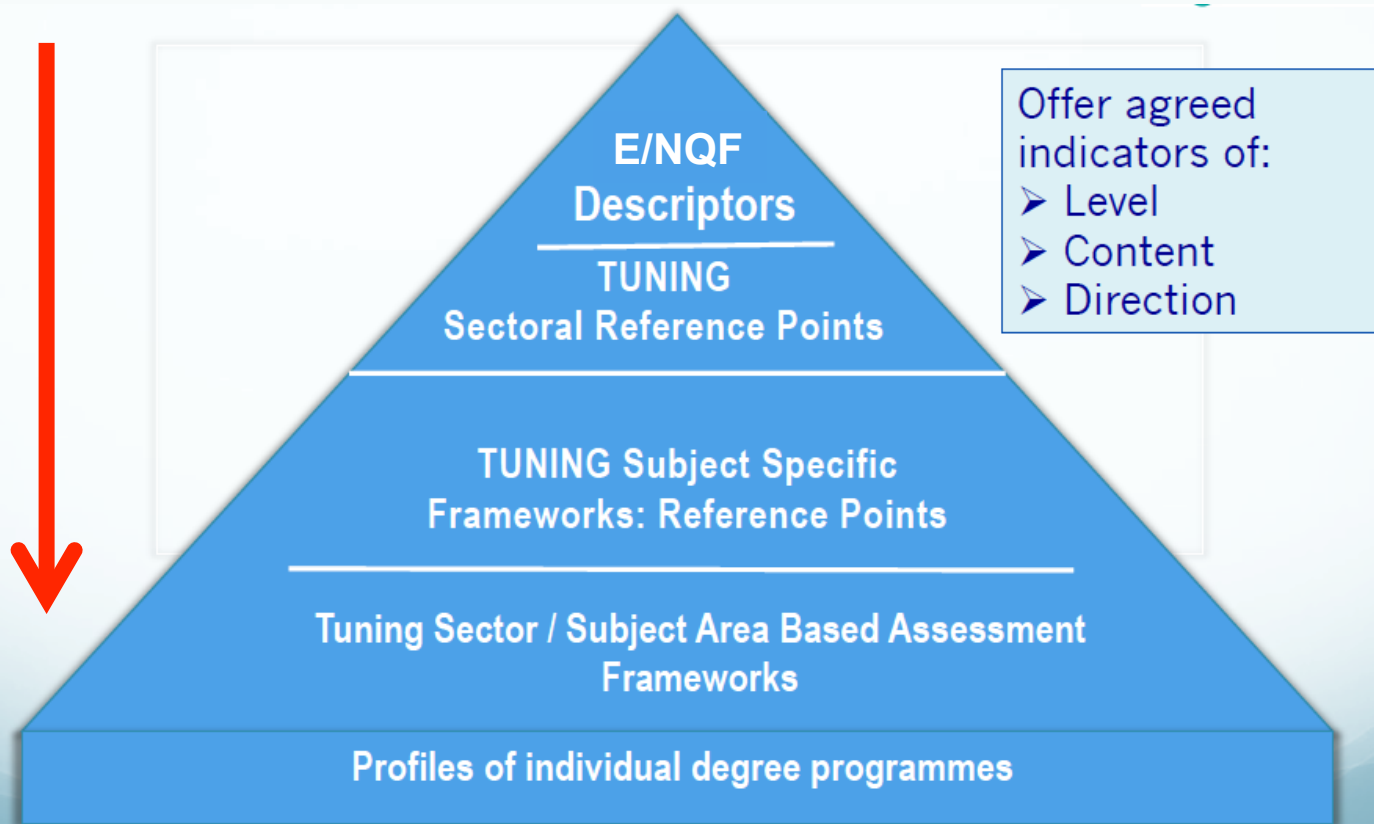 E/NQF
Descriptors
TUNING
Sectoral Reference Points
TUNING Subject Specific
Frameworks: Reference Points
Tuning Sector / Subject Area Based Assessment
Frameworks
Profiles of individual degree programmes
Offer agreed
indicators of:
➢ Level
➢ Content
➢ Direction